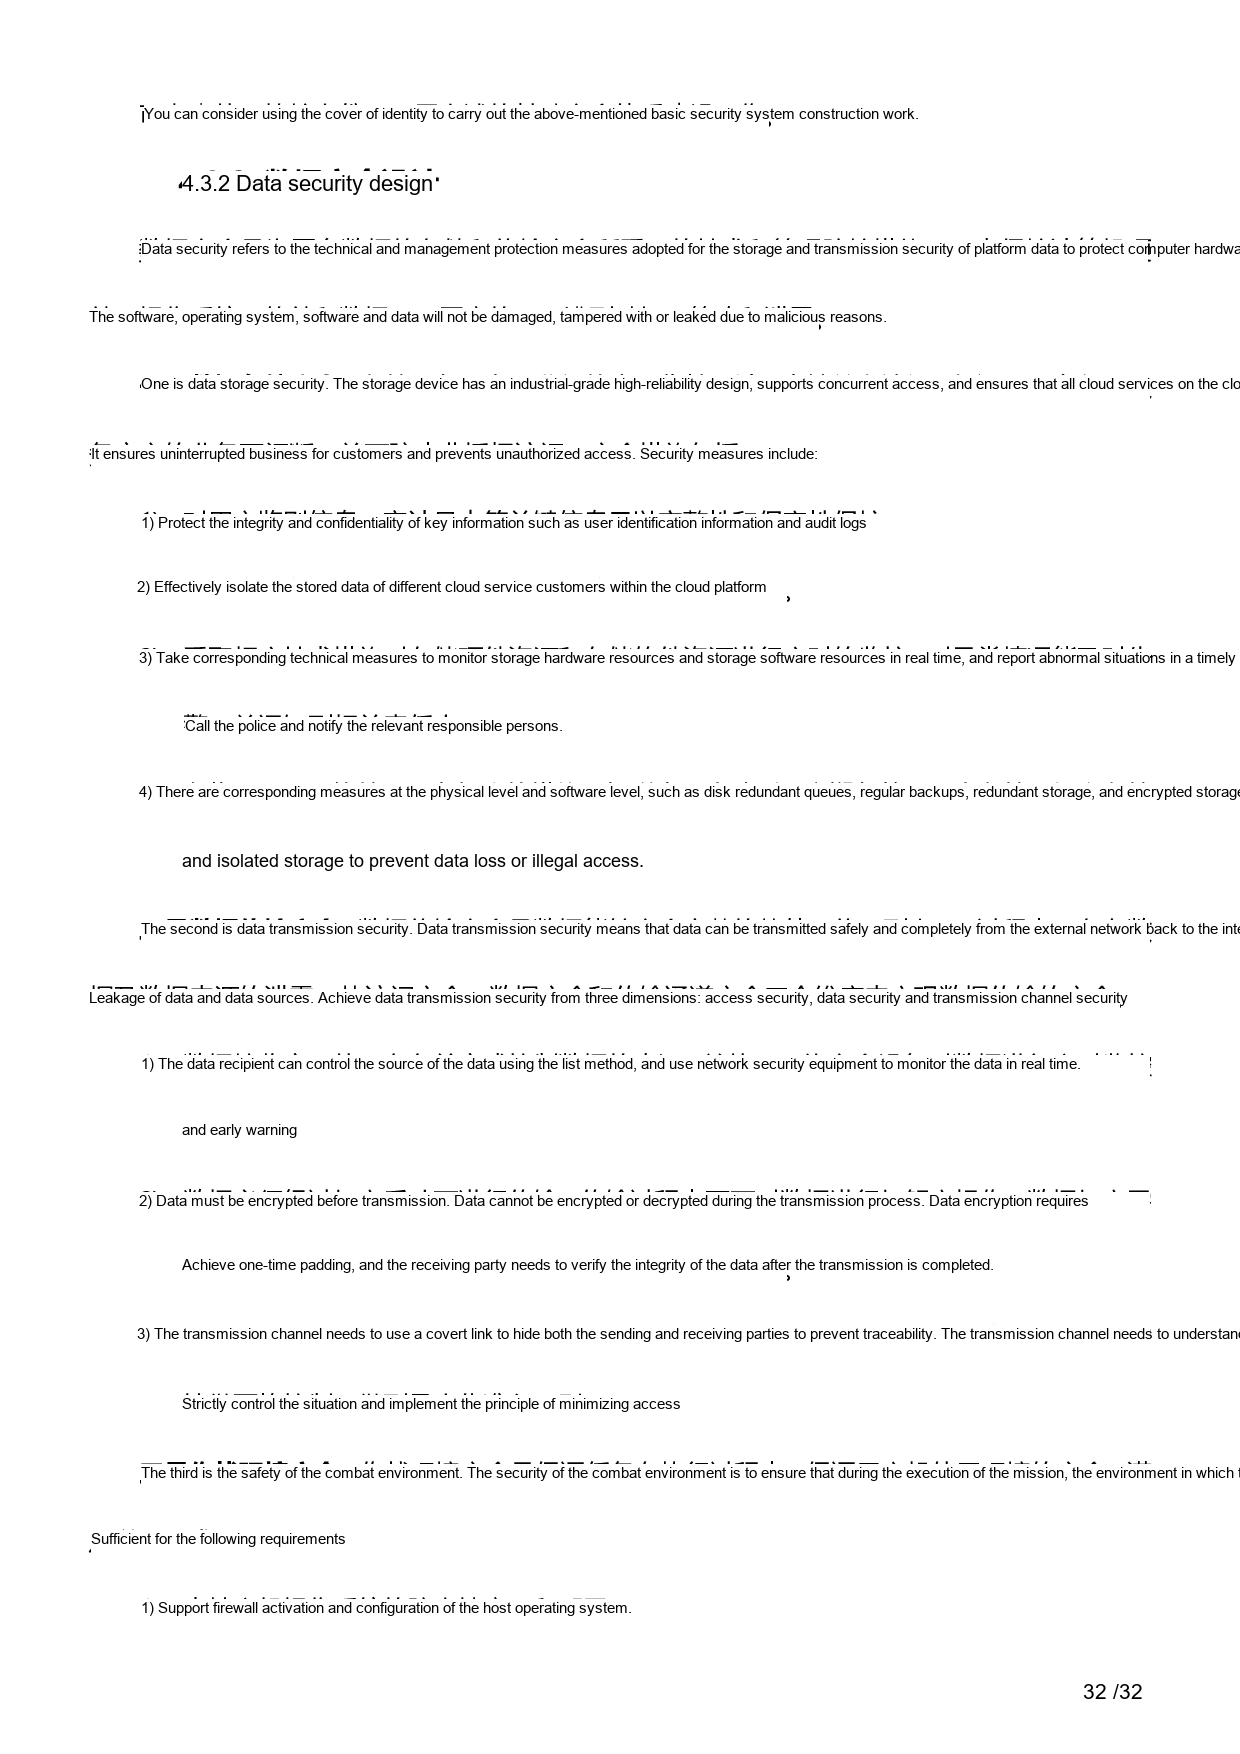 You can consider using the cover of identity to carry out the above-mentioned basic security system construction work.
4.3.2 Data security design
Data security refers to the technical and management protection measures adopted for the storage and transmission security of platform data to protect computer hardwa
The software, operating system, software and data will not be damaged, tampered with or leaked due to malicious reasons.
One is data storage security. The storage device has an industrial-grade high-reliability design, supports concurrent access, and ensures that all cloud services on the clo
It ensures uninterrupted business for customers and prevents unauthorized access. Security measures include:
1) Protect the integrity and confidentiality of key information such as user identification information and audit logs
2) Effectively isolate the stored data of different cloud service customers within the cloud platform
3) Take corresponding technical measures to monitor storage hardware resources and storage software resources in real time, and report abnormal situations in a timely
Call the police and notify the relevant responsible persons.
4) There are corresponding measures at the physical level and software level, such as disk redundant queues, regular backups, redundant storage, and encrypted storage
and isolated storage to prevent data loss or illegal access.
The second is data transmission security. Data transmission security means that data can be transmitted safely and completely from the external network back to the inte
Leakage of data and data sources. Achieve data transmission security from three dimensions: access security, data security and transmission channel security
1) The data recipient can control the source of the data using the list method, and use network security equipment to monitor the data in real time.
and early warning
2) Data must be encrypted before transmission. Data cannot be encrypted or decrypted during the transmission process. Data encryption requires
Achieve one-time padding, and the receiving party needs to verify the integrity of the data after the transmission is completed.
3) The transmission channel needs to use a covert link to hide both the sending and receiving parties to prevent traceability. The transmission channel needs to understan
Strictly control the situation and implement the principle of minimizing access
The third is the safety of the combat environment. The security of the combat environment is to ensure that during the execution of the mission, the environment in which t
Sufficient for the following requirements
1) Support firewall activation and configuration of the host operating system.
32 /32